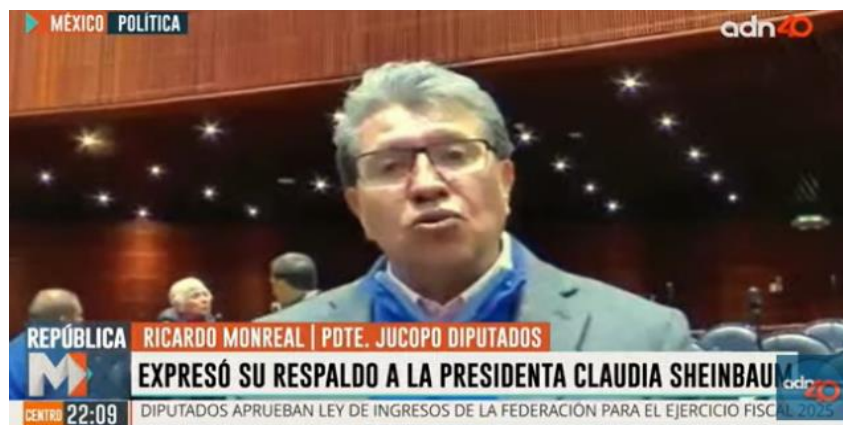 MÉXICO POLÍTICA
adn40
REPÚBLICA
RICARDO MONREAL | PDTE. JUCOPO DIPUTADOS
M
EXPRESÓ SU RESPALDO A LA PRESIDENTA CLAUDIA SHEINBAUM
adn40
CENTRO 22:09
DIPUTADOS APRUEBAN LEY DE INGRESOS DE LA FEDERACIÓN PARA EL EJERCICIO FISCAL 2025